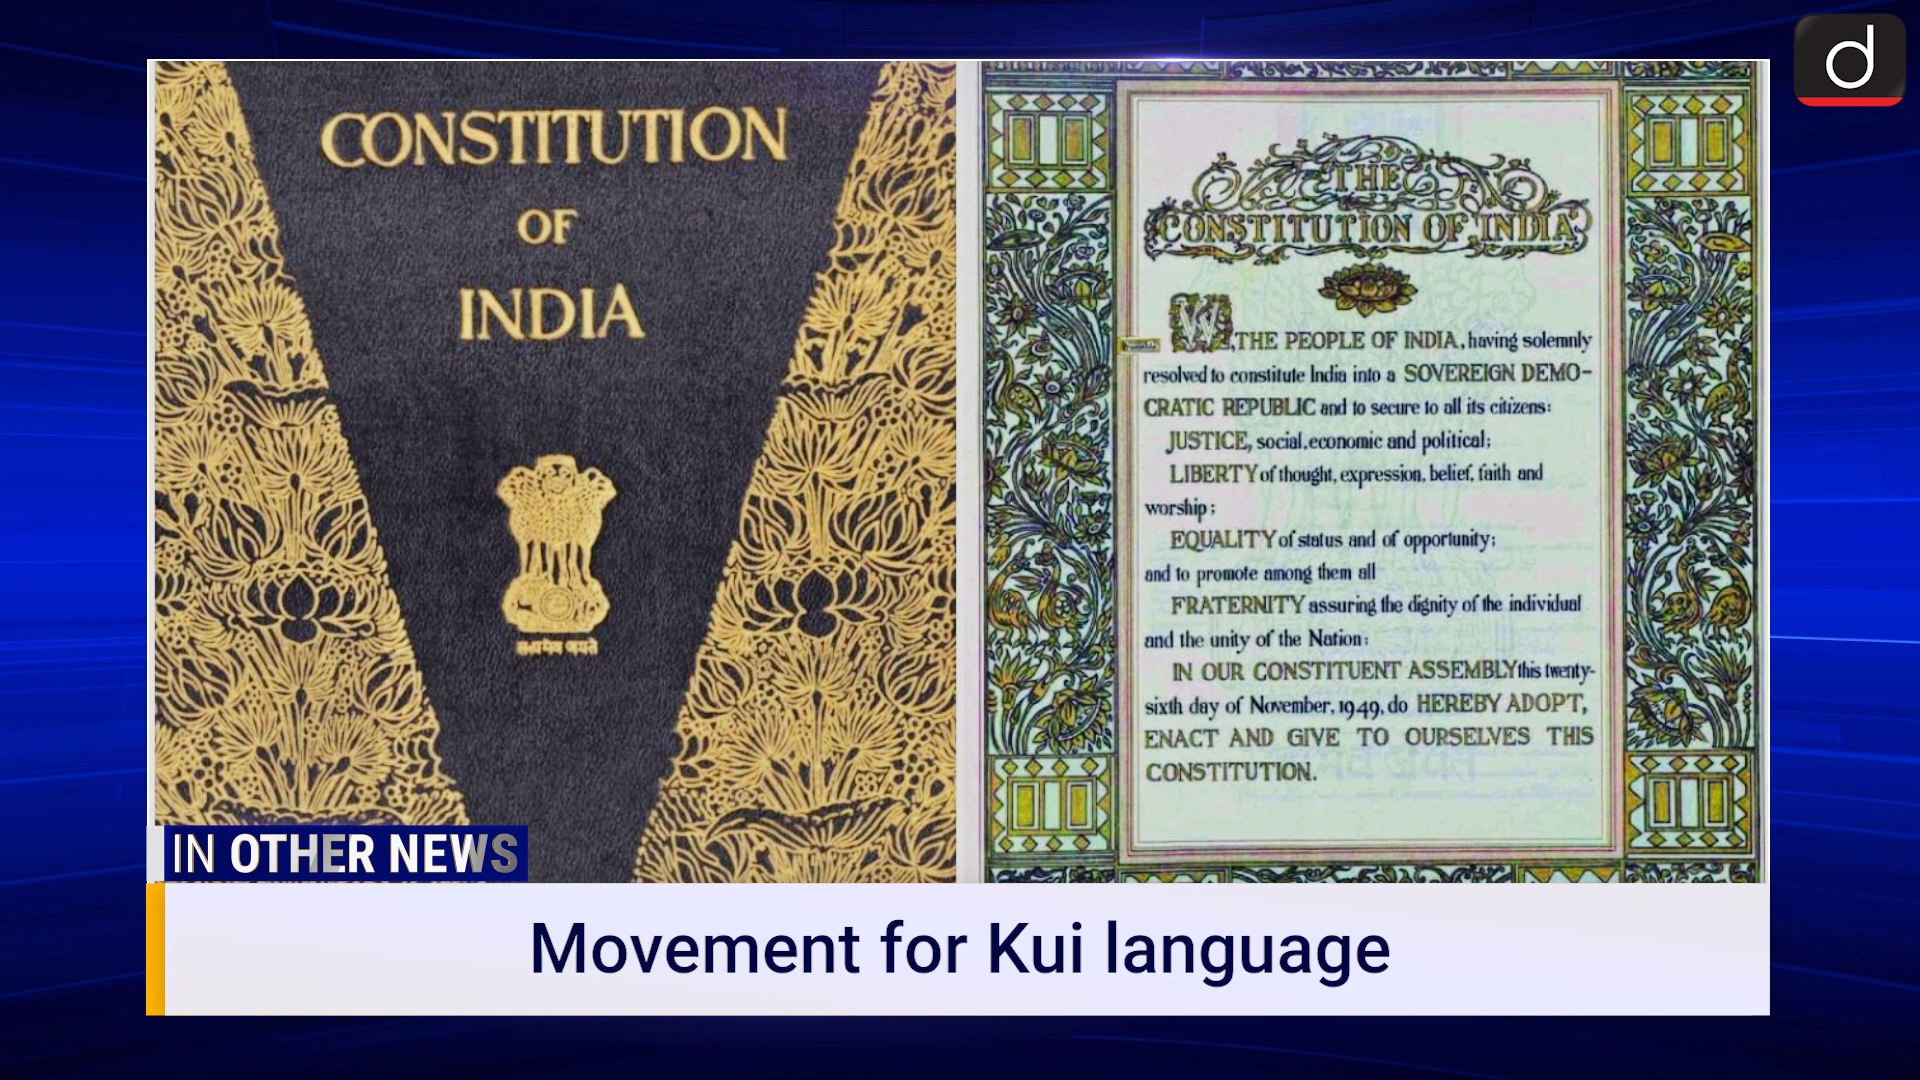 d
CONSTITUTION
OF
INDIA
सत्यमेव जयते
THE
CONSTITUTION OF INDIA
WE, THE PEOPLE OF INDIA, having solemnly
resolved to constitute India into a SOVEREIGN DEMO-
CRATIC REPUBLIC and to secure to all its citizens:
JUSTICE, social, economic and political;
LIBERTY of thought, expression, belief, faith and
worship;
EQUALITY of status and of opportunity;
and to promote among them all
FRATERNITY assuring the dignity of the individual
and the unity of the Nation;
IN OUR CONSTITUENT ASSEMBLY this twenty-
sixth day of November, 1949, do HEREBY ADOPT,
ENACT AND GIVE TO OURSELVES THIS
CONSTITUTION.
IN OTHER NEWS
Movement for Kui language